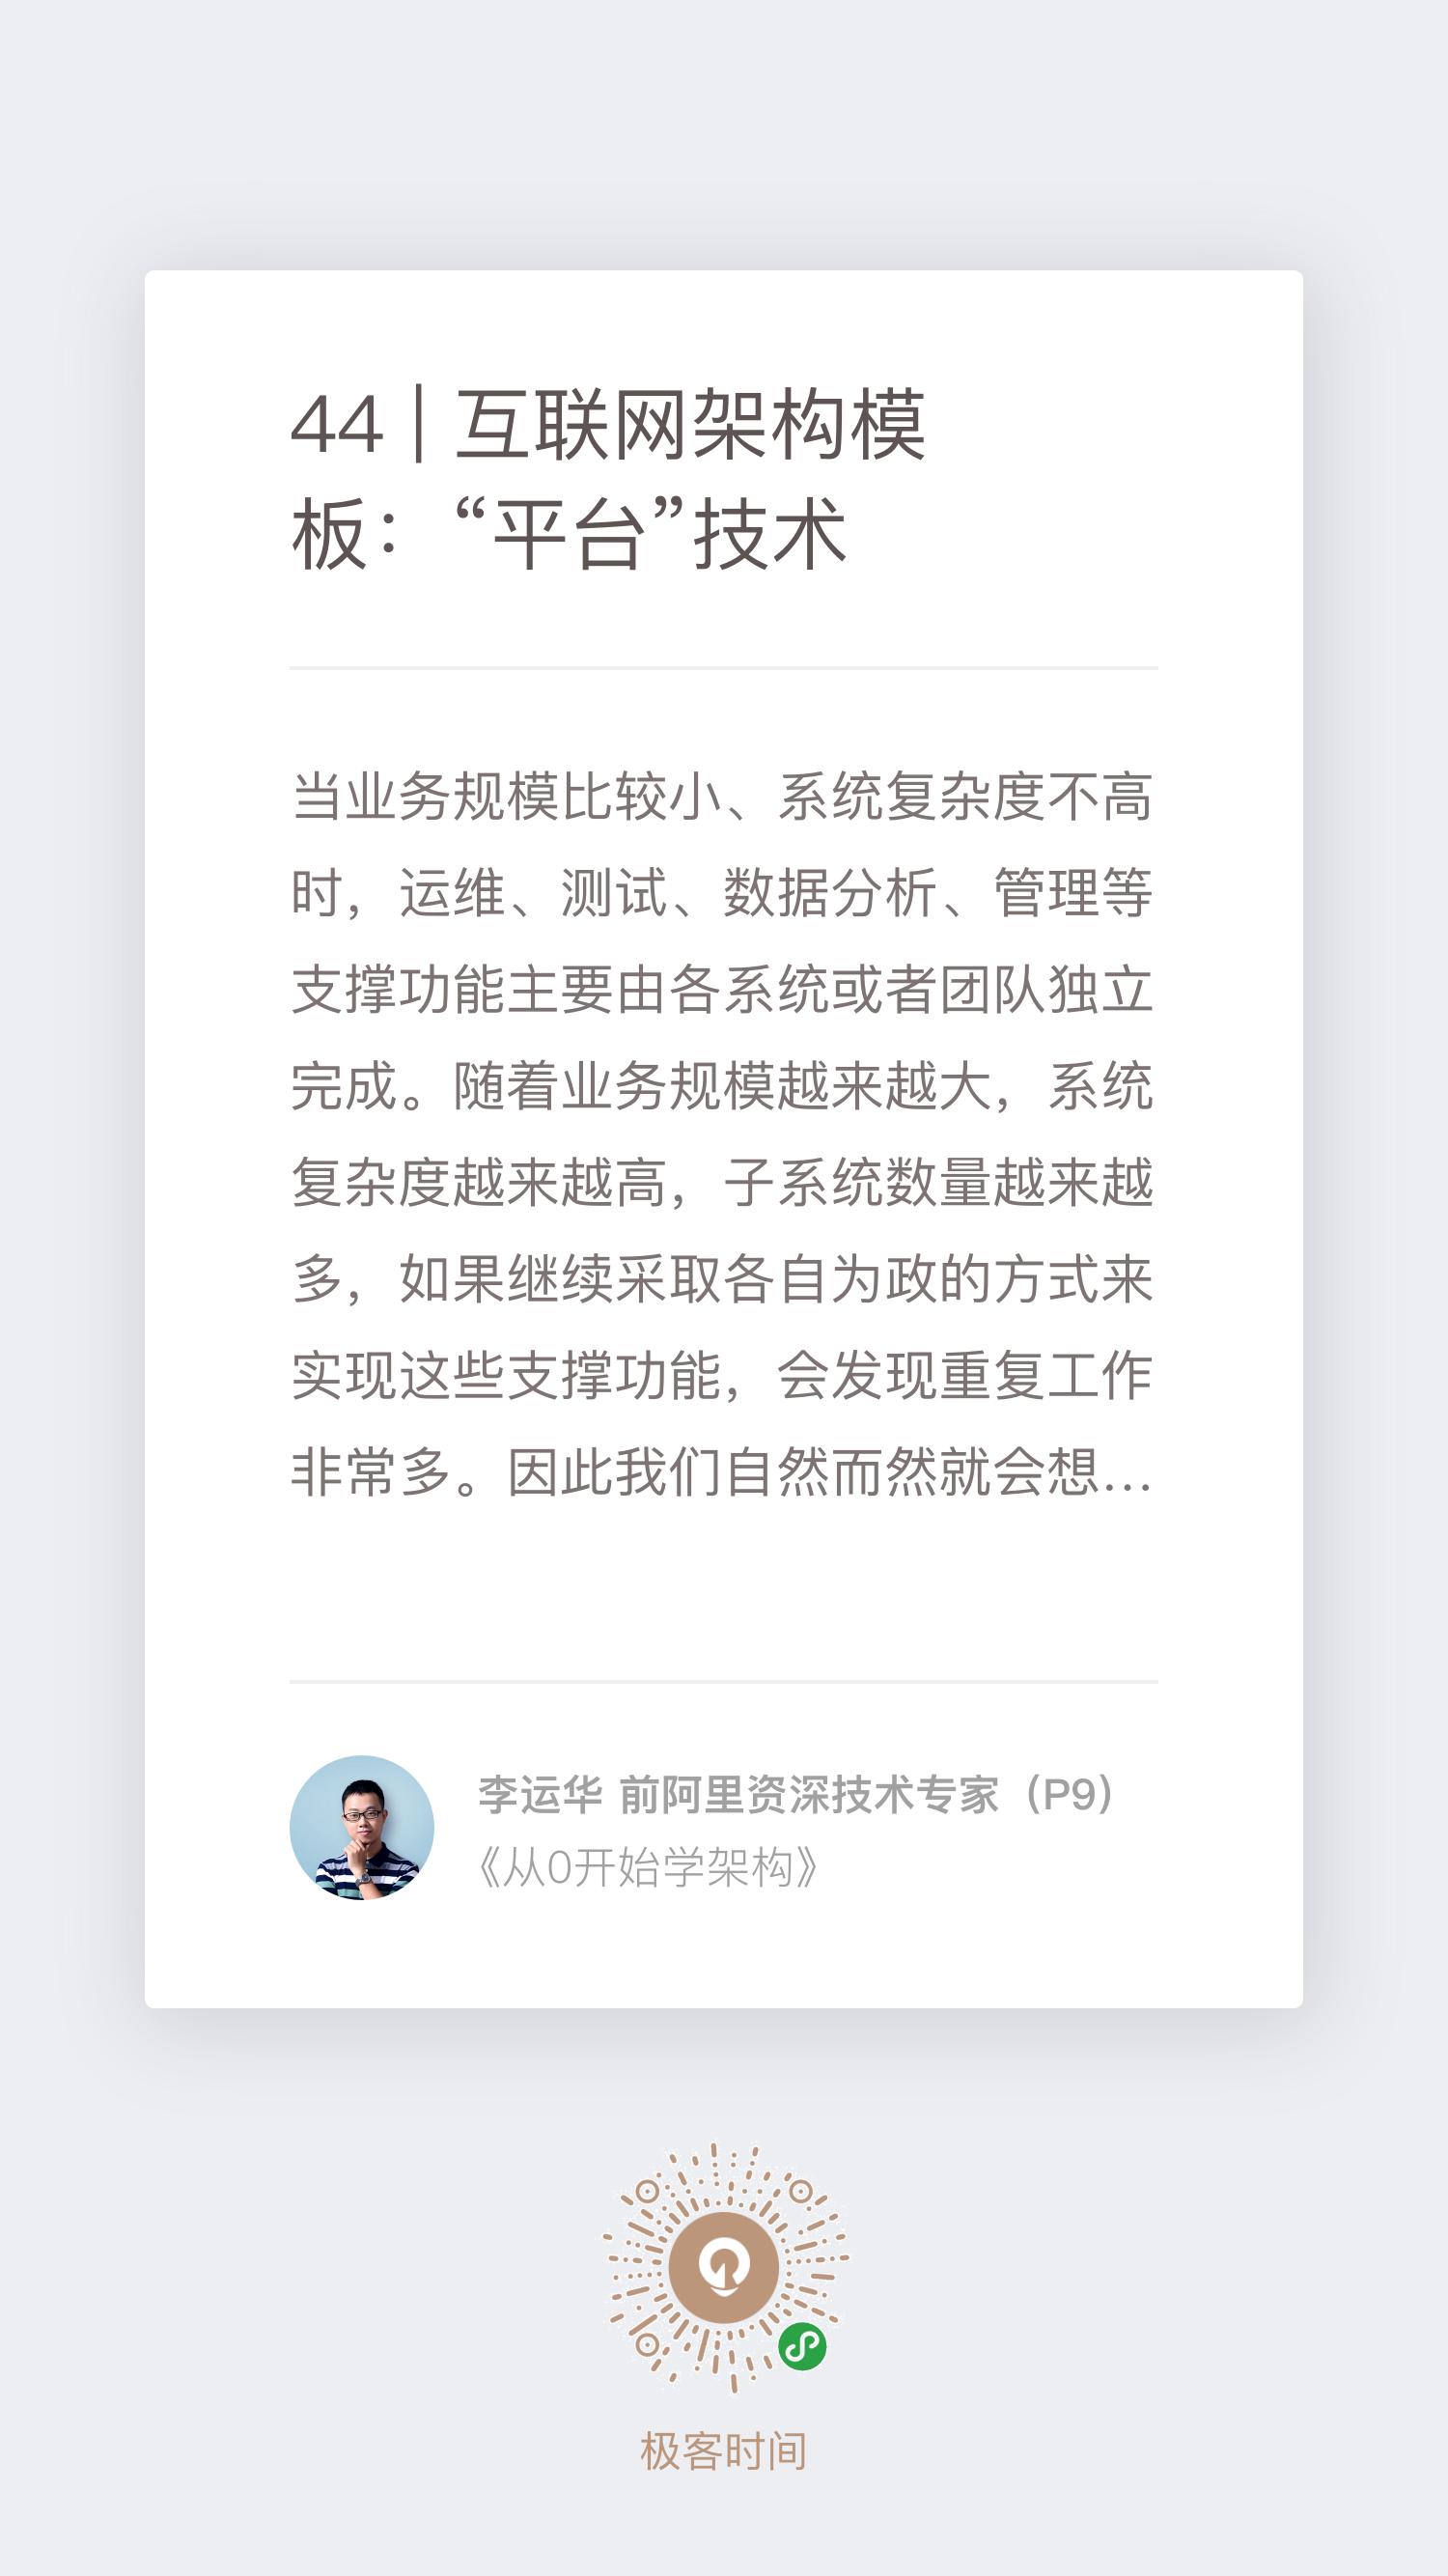 44 | 互联网架构模
板：“平台”技术
当业务规模比较小、系统复杂度不高
时，运维、测试、数据分析、管理等
支撑功能主要由各系统或者团队独立
完成。随着业务规模越来越大，系统
复杂度越来越高，子系统数量越来越
多，如果继续采取各自为政的方式来
实现这些支撑功能，会发现重复工作
非常多。因此我们自然而然就会想…
李运华 前阿里资深技术专家（P9）
《从0开始学架构》
极客时间